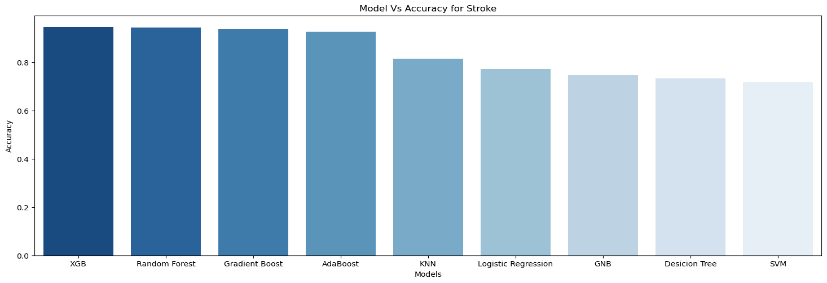 Model Vs Accuracy for Stroke
Accuracy
0.8
0.6
0.4
0.2
0.0
XGB Random Forest Gradient Boost AdaBoost KNN Logistic Regression GNB Desicion Tree SVM
Models